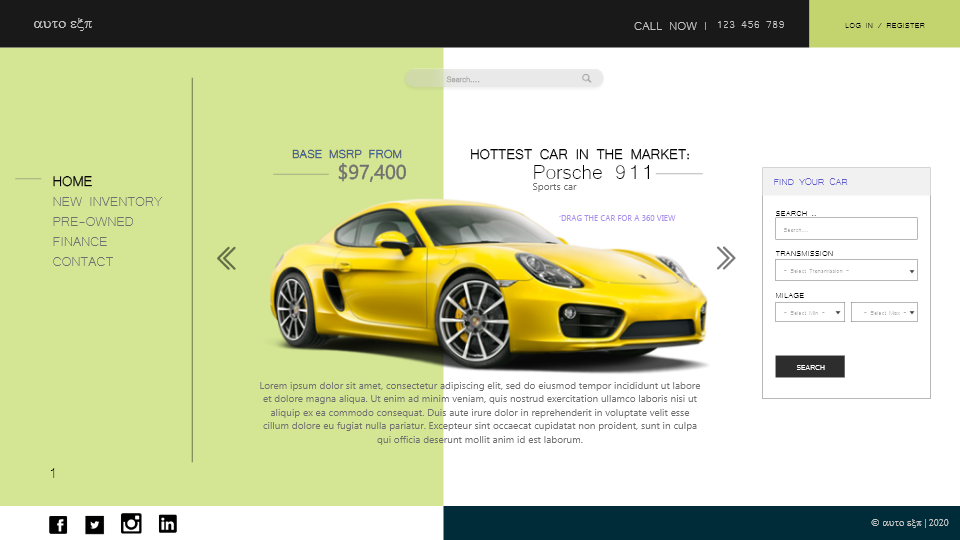 αυτο εξπ
CALL NOW | 123 456 789
LOG IN / REGISTER
Search....
BASE MSRP FROM
$97,400
HOTTEST CAR IN THE MARKET:
Porsche 911
Sports car
*DRAG THE CAR FOR A 360 VIEW
HOME
NEW INVENTORY
PRE-OWNED
FINANCE
CONTACT
FIND YOUR CAR
SEARCH ..
Search...
TRANSMISSION
- Select Transmission -
MILAGE
- Select Min -
- Select Max -
SEARCH
Lorem ipsum dolor sit amet, consectetur adipiscing elit, sed do eiusmod tempor incididunt ut labore
et dolore magna aliqua. Ut enim ad minim veniam, quis nostrud exercitation ullamco laboris nisi ut
aliquip ex ea commodo consequat. Duis aute irure dolor in reprehenderit in voluptate velit esse
cillum dolore eu fugiat nulla pariatur. Excepteur sint occaecat cupidatat non proident, sunt in culpa
qui officia deserunt mollit anim id est laborum.
1
© αυτο εξπ | 2020